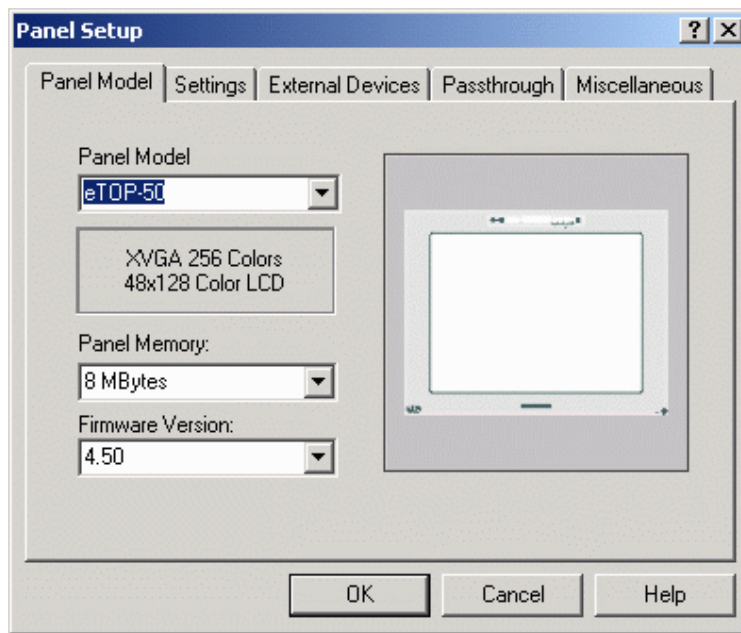 Panel Setup
Panel Model
Settings
External Devices
Passthrough
Miscellaneous
Panel Model
eTOP-50
XVGA 256 Colors
48x128 Color LCD
Panel Memory:
8 MBytes
Firmware Version:
4.50
OK
Cancel
Help